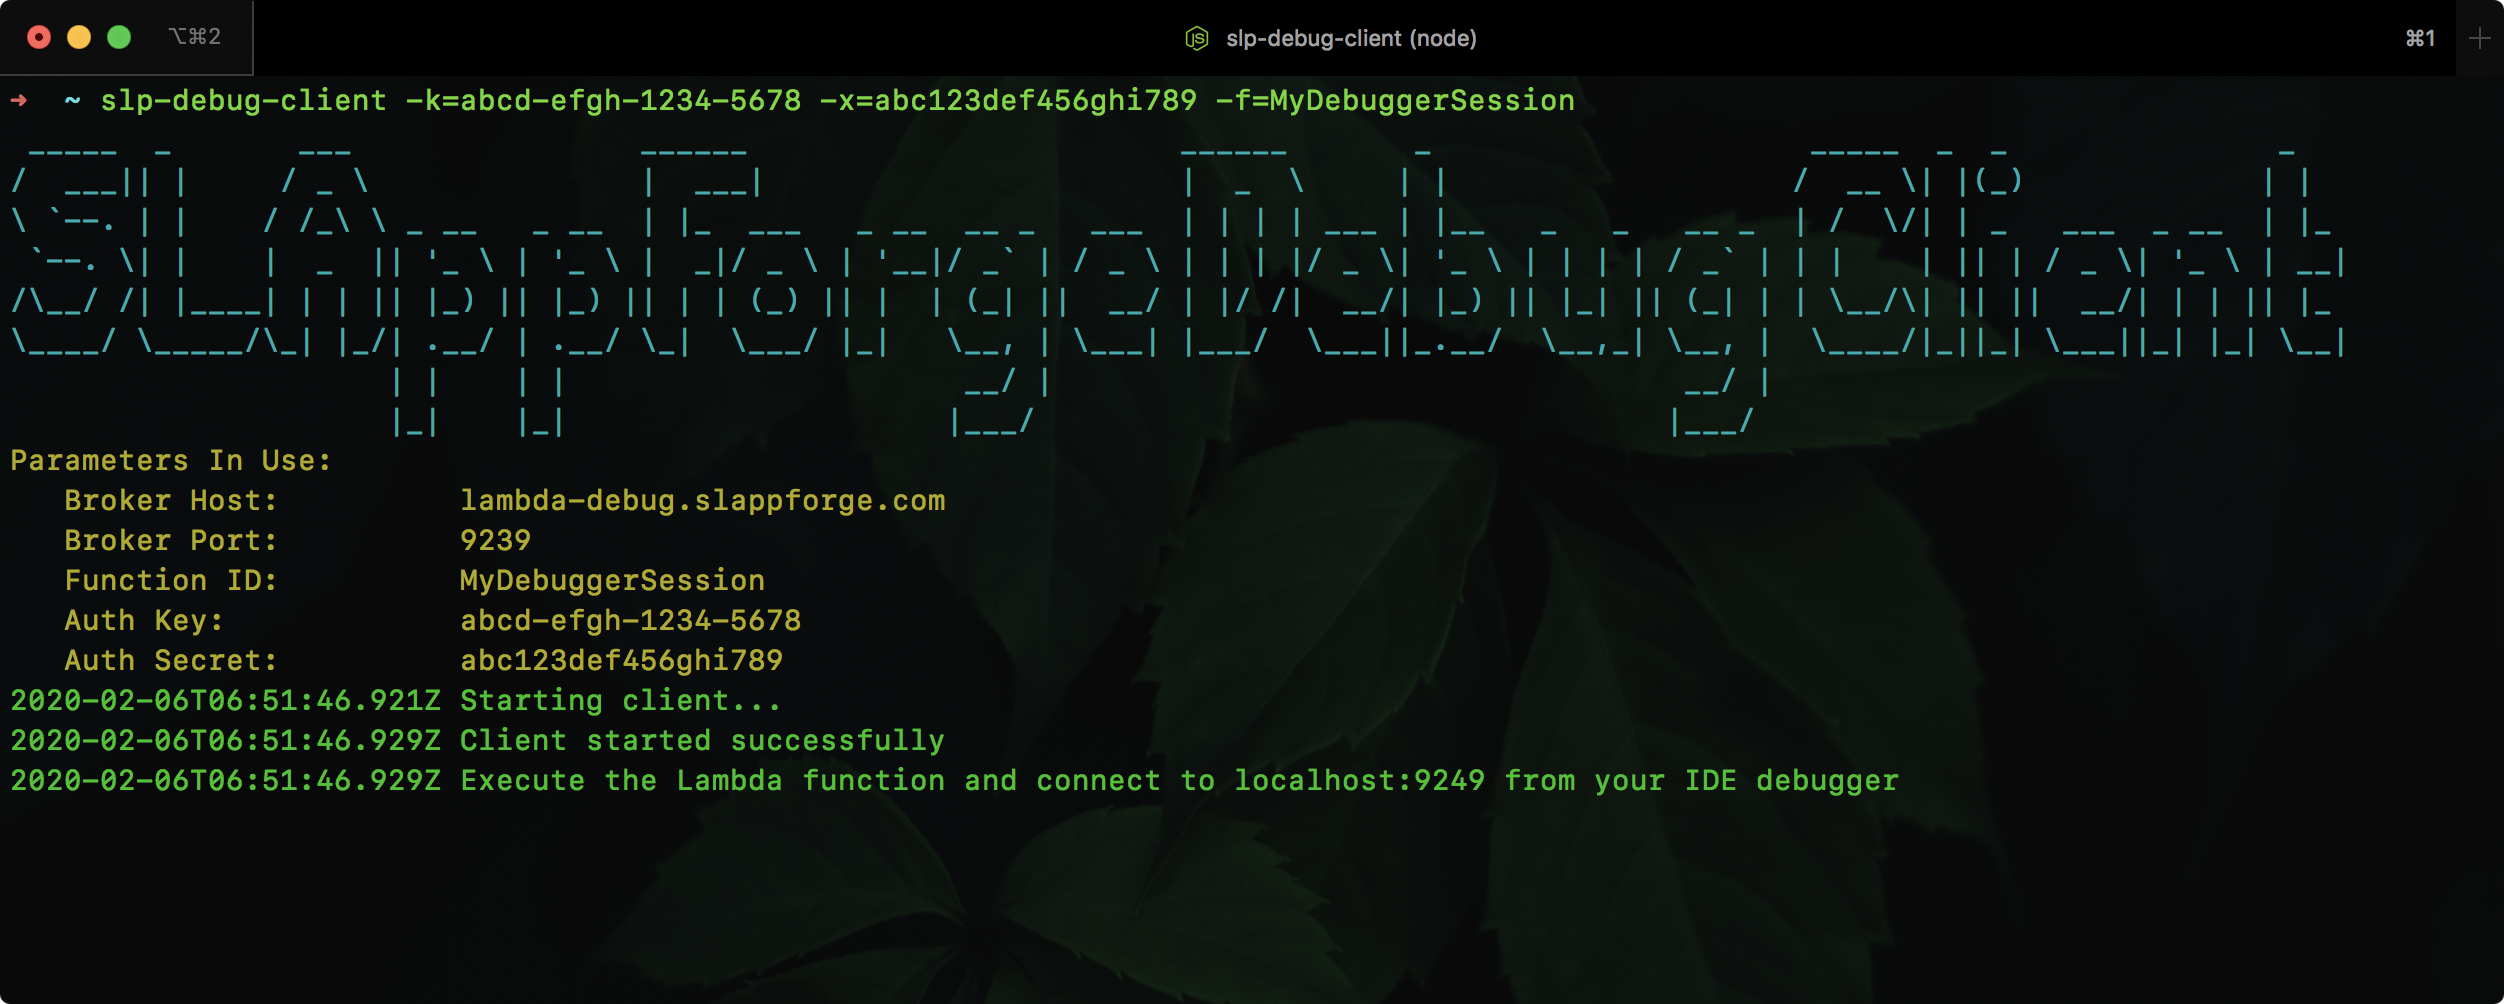 ⌥⌘2 slp-debug-client (node) ⌘1
➜ ~ slp-debug-client -k=abcd-efgh-1234-5678 -x=abc123def456ghi789 -f=MyDebuggerSession
SLAppForge Debug Client
Parameters In Use:
Broker Host: lambda-debug.slappforge.com
Broker Port: 9239
Function ID: MyDebuggerSession
Auth Key: abcd-efgh-1234-5678
Auth Secret: abc123def456ghi789
2020-02-06T06:51:46.921Z Starting client...
2020-02-06T06:51:46.929Z Client started successfully
2020-02-06T06:51:46.929Z Execute the Lambda function and connect to localhost:9249 from your IDE debugger